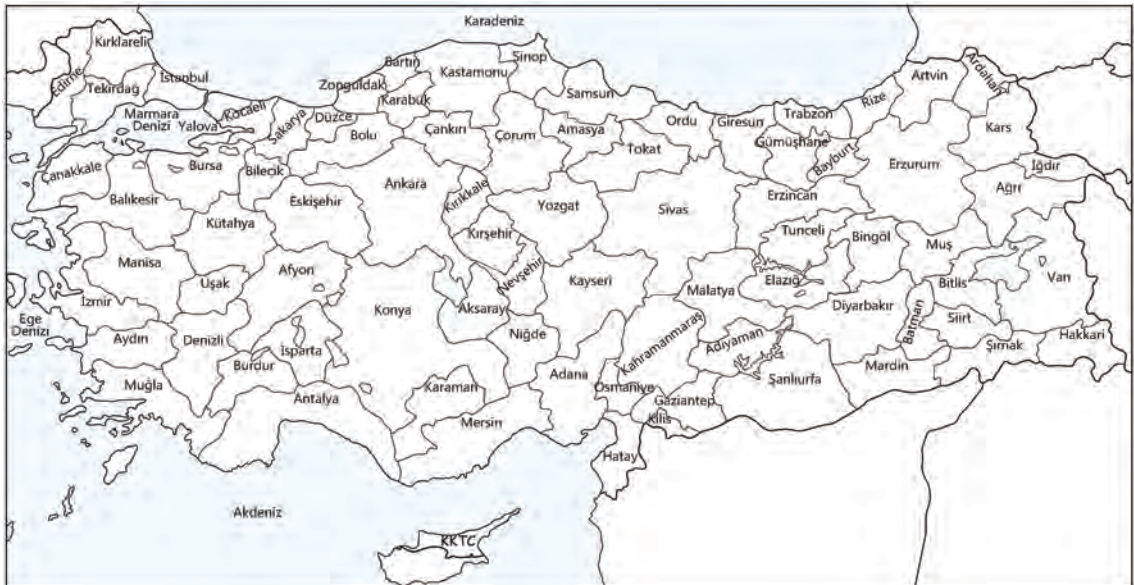 Karadeniz
Kırklareli
Edirne
Tekirdağ
İstanbul
Marmara
Denizi
Yalova
Kocaeli
Sakarya
Düzce
Zonguldak
Bartın
Karabük
Kastamonu
Sinop
Samsun
Bolu
Çankırı
Çorum
Amasya
Tokat
Ordu
Giresun
Trabzon
Gümüşhane
Bayburt
Rize
Artvin
Ardahan
Kars
Iğdır
Ağrı
Erzurum
Erzincan
Çanakkale
Balıkesir
Bursa
Bilecik
Kütahya
Eskişehir
Ankara
Kırıkkale
Kırşehir
Yozgat
Sivas
Tunceli
Bingöl
Muş
Bitlis
Van
Manisa
İzmir
Ege
Denizi
Uşak
Afyon
Konya
Aksaray
Nevşehir
Niğde
Kayseri
Malatya
Elazığ
Diyarbakır
Batman
Siirt
Şırnak
Hakkari
Aydın
Denizli
Muğla
Burdur
Isparta
Antalya
Karaman
Mersin
Adana
Osmaniye
Kahramanmaraş
Adıyaman
Gaziantep
Kilis
Şanlıurfa
Mardin
Hatay
Akdeniz
KKTC